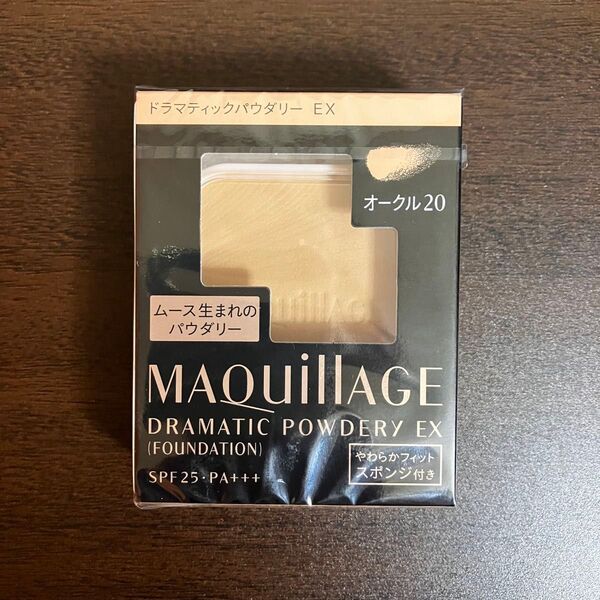 ドラマティックパウダリー EX
オークル20
ムース生まれの
パウダリー
MAQuillAGE
DRAMATIC POWDERY EX
(FOUNDATION)
SPF25・PA+++
やわらかフィット
スポンジ付き